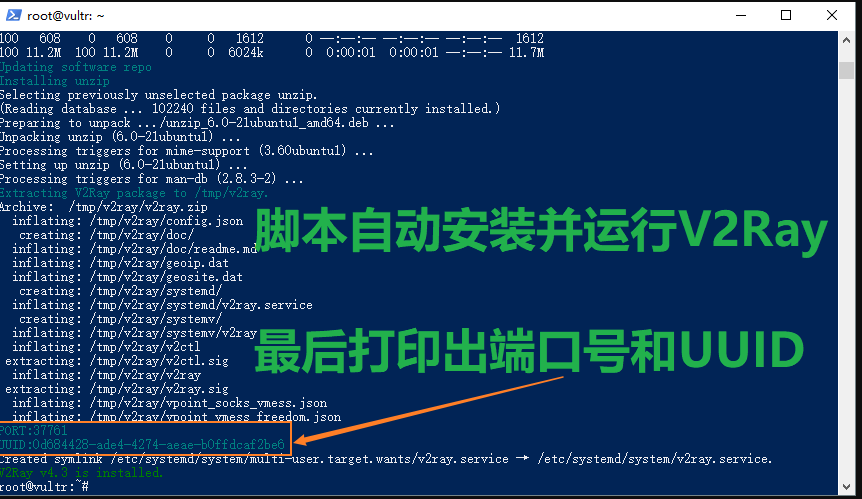 root@vultr: ~
100 608 0 608 0 0 1612 0 --:--:-- --:--:-- --:--:-- 1612
100 11.2M 100 11.2M 0 0 6024k 0 0:00:01 0:00:01 --:--:-- 11.7M
Updating software repo
Installing unzip
Selecting previously unselected package unzip.
(Reading database ... 102240 files and directories currently installed.)
Preparing to unpack .../unzip_6.0-21ubuntu1_amd64.deb ...
Unpacking unzip (6.0-21ubuntu1) ...
Processing triggers for mime-support (3.60ubuntu1) ...
Setting up unzip (6.0-21ubuntu1) ...
Processing triggers for man-db (2.8.3-2) ...
Extracting V2Ray package to /tmp/v2ray.
Archive: /tmp/v2ray/v2ray.zip
inflating: /tmp/v2ray/config.json
creating: /tmp/v2ray/doc/
inflating: /tmp/v2ray/doc/readme.md
脚本自动安装并运行V2Ray
inflating: /tmp/v2ray/geoip.dat
inflating: /tmp/v2ray/geosite.dat
creating: /tmp/v2ray/systemd/
inflating: /tmp/v2ray/systemd/v2ray.service
creating: /tmp/v2ray/systemv/
inflating: /tmp/v2ray/systemv/v2ray
inflating: /tmp/v2ray/v2ctl
最后打印出端口号和UUID
extracting: /tmp/v2ray/v2ctl.sig
inflating: /tmp/v2ray/v2ray
extracting: /tmp/v2ray/v2ray.sig
inflating: /tmp/v2ray/vpoint_socks_vmess.json
inflating: /tmp/v2ray/vpoint_vmess_freedom.json
PORT:37761
UUID:0d684428-ade4-4274-aeae-b0ffdcaf2be6
Created symlink /etc/systemd/system/multi-user.target.wants/v2ray.service → /etc/systemd/system/v2ray.service.
V2Ray v4.3 is installed.
root@vultr:~#